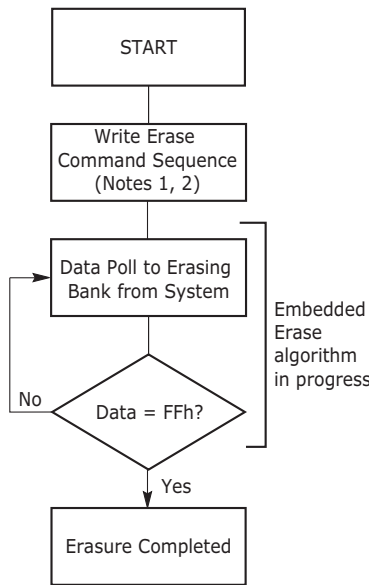 START
Write Erase
Command Sequence
(Notes 1, 2)
Data Poll to Erasing
Bank from System
Embedded
Erase
algorithm
in progress
No
Data = FFh?
Yes
Erasure Completed